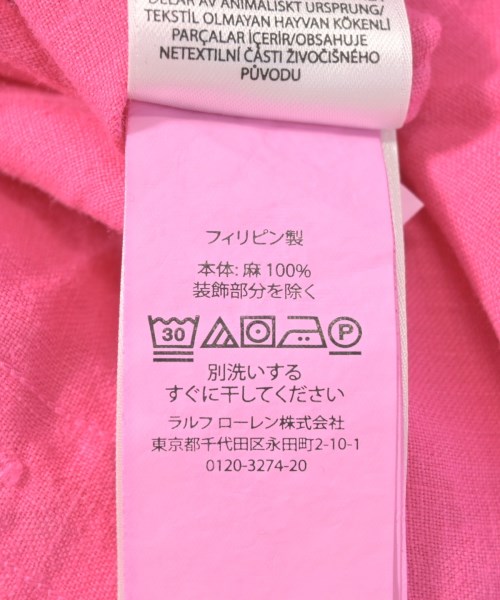 DELAR AV ANIMALISKT URSPRUNG/
TEKSTİL OLMAYAN HAYVAN KÖKENLİ
PARÇALAR İÇERİR/OBSAHUJE
NETEXTILNÍ ČÁSTI ŽIVOČIŠNÉHO
PŮVODU
フィリピン製
本体: 麻 100%
装飾部分を除く
30
P
別洗いする
すぐに干してください
ラルフ ローレン株式会社
東京都千代田区永田町2-10-1
0120-3274-20